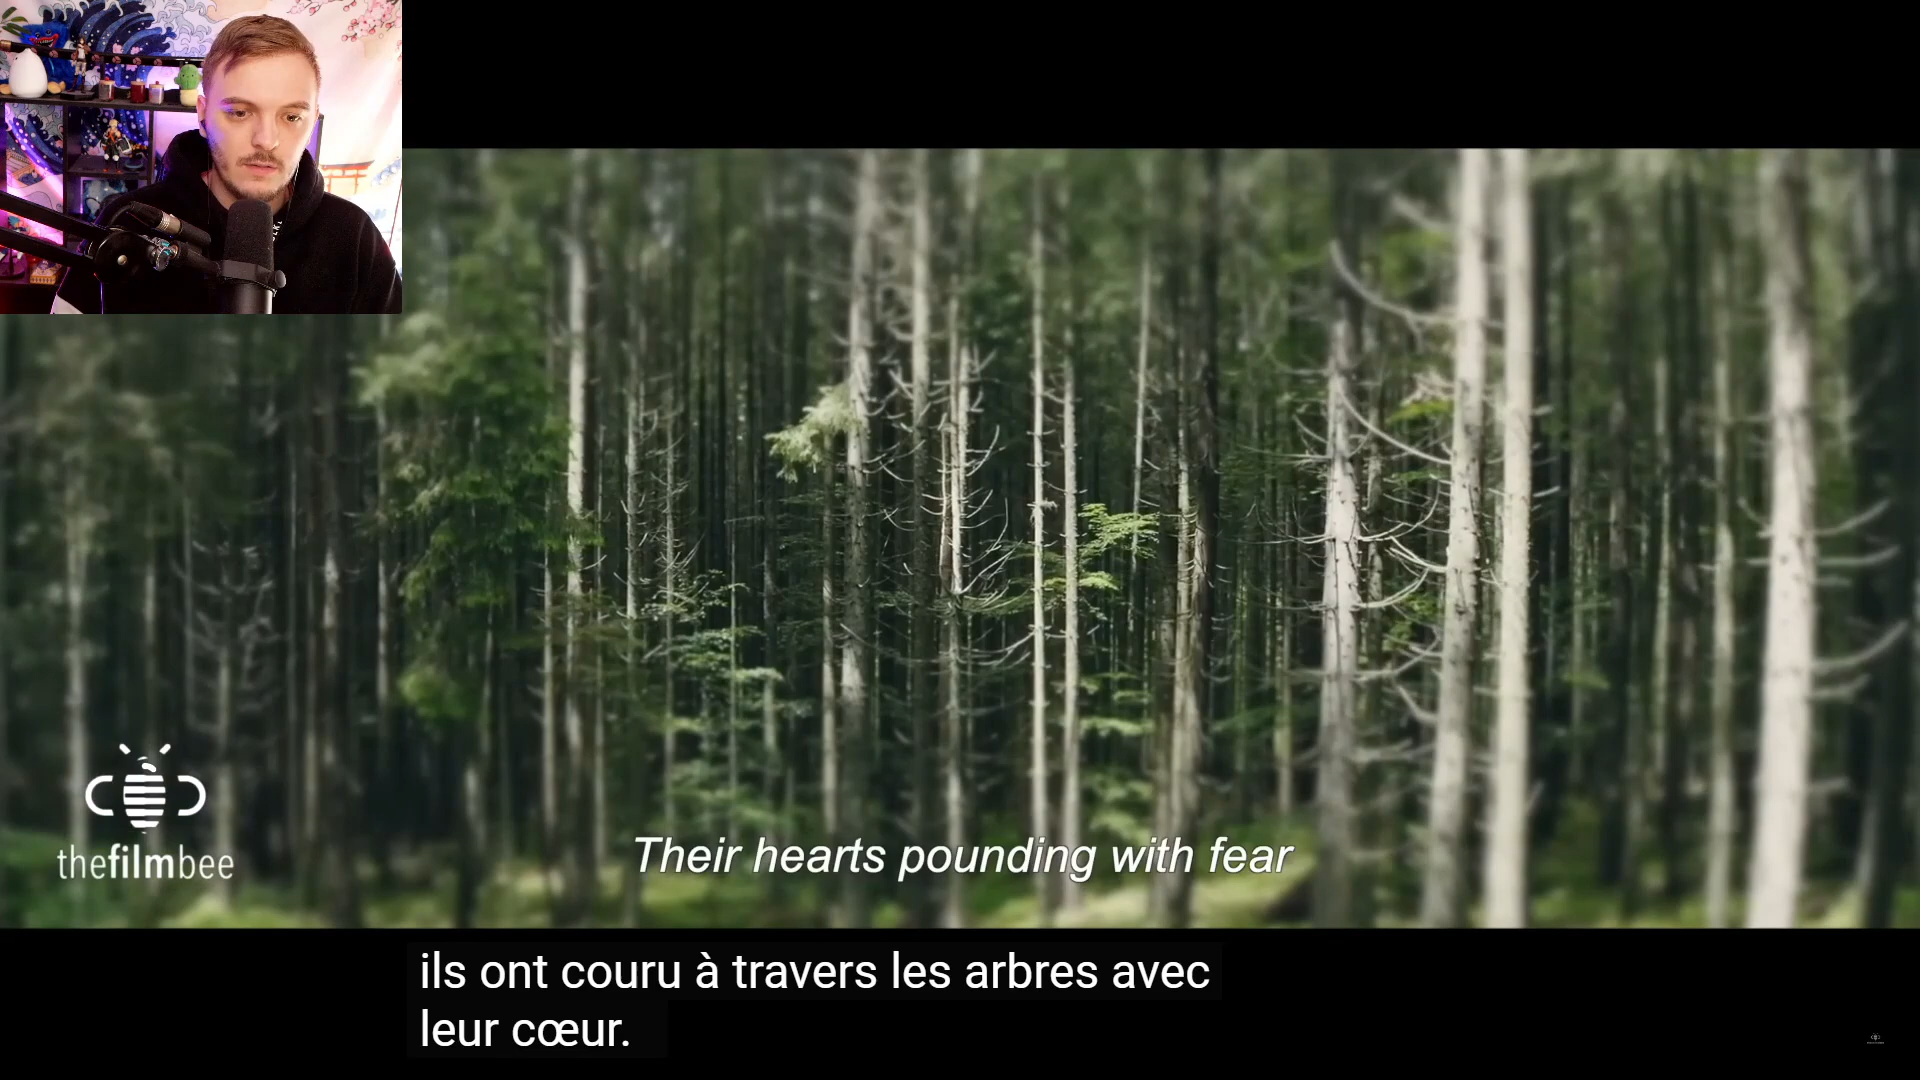 Their hearts pounding with fear
thefilmbee
ils ont couru à travers les arbres avec
leur cœur.